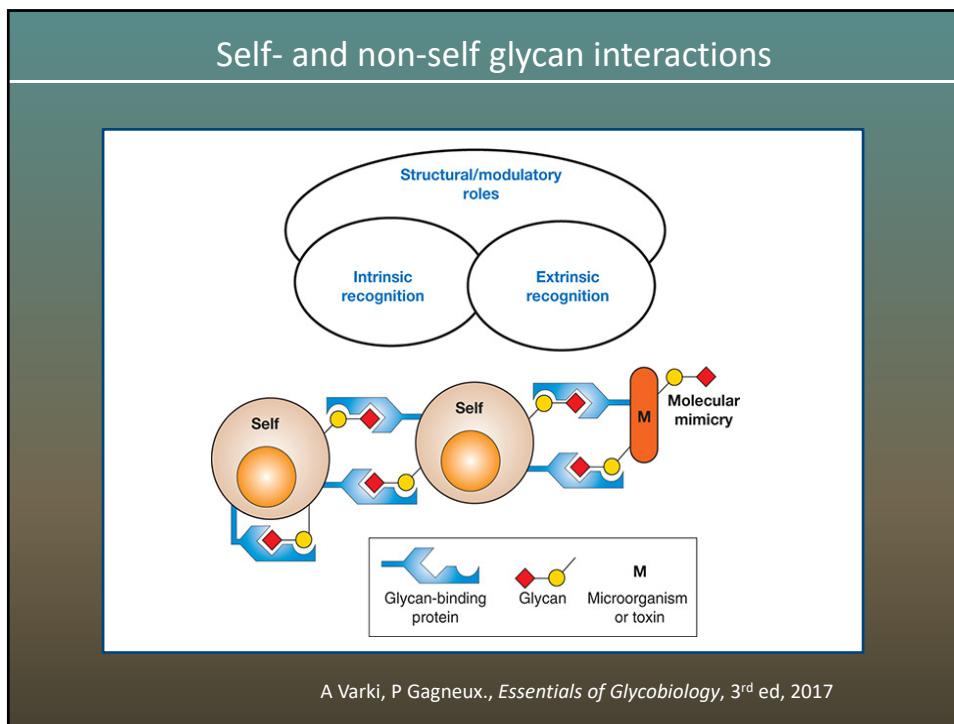 Self- and non-self glycan interactions
Structural/modulatory
roles
Intrinsic
recognition
Extrinsic
recognition
Self
Self
M
Molecular
mimicry
Glycan-binding
protein
Glycan
M
Microorganism
or toxin
A Varki, P Gagneux., Essentials of Glycobiology, 3rd ed, 2017